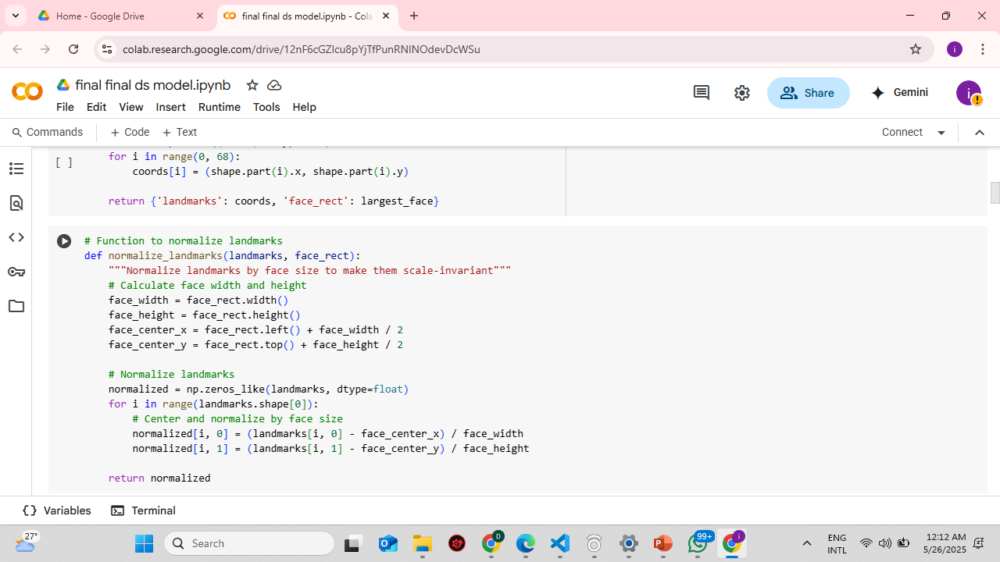 Home - Google Drive
final final ds model.ipynb - Cola
colab.research.google.com/drive/12nF6cGZIcu8pYjTfPunRNINOdevDcWSu
i
final final ds model.ipynb
File Edit View Insert Runtime Tools Help
Share
Gemini
i
Commands + Code + Text
Connect
[ ]
for i in range(0, 68):
coords[i] = (shape.part(i).x, shape.part(i).y)
return {'landmarks': coords, 'face_rect': largest_face}
# Function to normalize landmarks
def normalize_landmarks(landmarks, face_rect):
"""Normalize landmarks by face size to make them scale-invariant"""
# Calculate face width and height
face_width = face_rect.width()
face_height = face_rect.height()
face_center_x = face_rect.left() + face_width / 2
face_center_y = face_rect.top() + face_height / 2
# Normalize landmarks
normalized = np.zeros_like(landmarks, dtype=float)
for i in range(landmarks.shape[0]):
# Center and normalize by face size
normalized[i, 0] = (landmarks[i, 0] - face_center_x) / face_width
normalized[i, 1] = (landmarks[i, 1] - face_center_y) / face_height
return normalized
Variables Terminal
27°
Search
D
99+
i
ENG
INTL
12:12 AM
5/26/2025